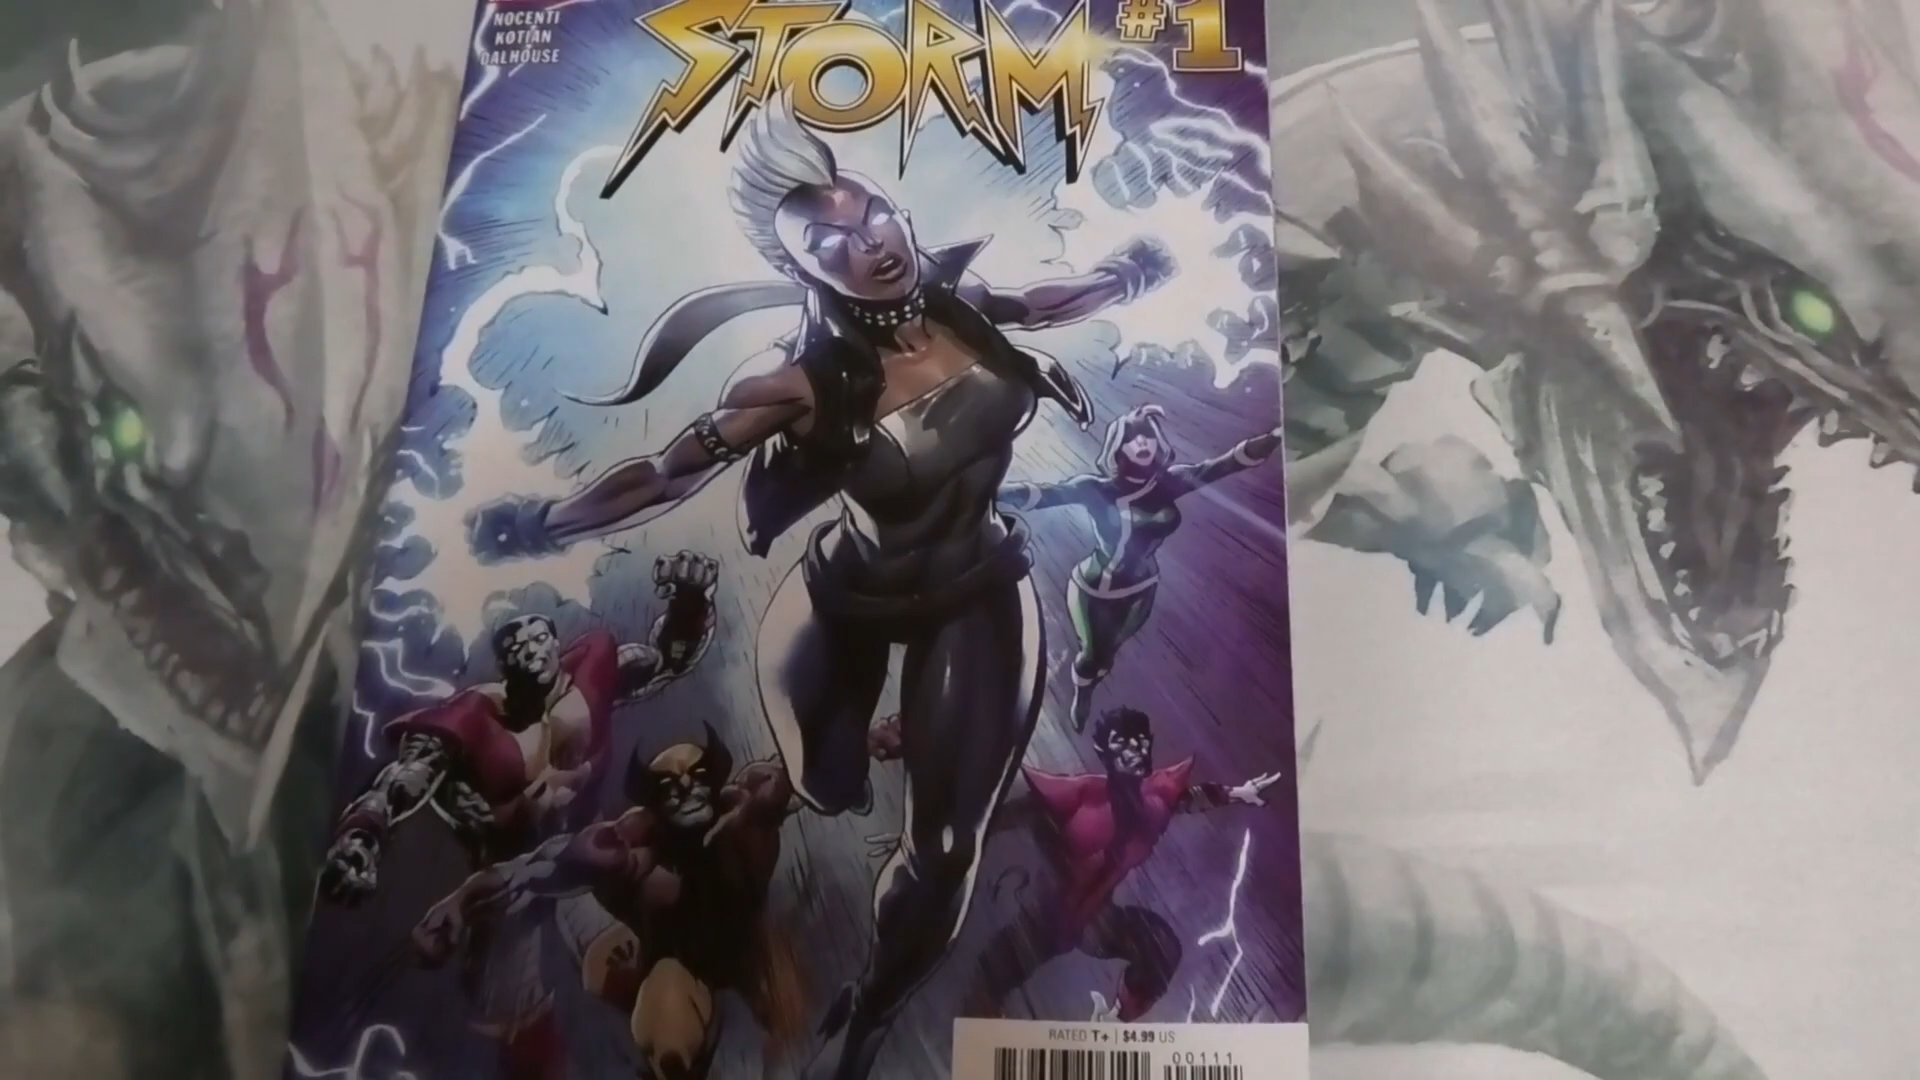 NOCENTI
KOTIAN
DALHOUSE
STORM #1
RATED T+ | $4.99 US
00111